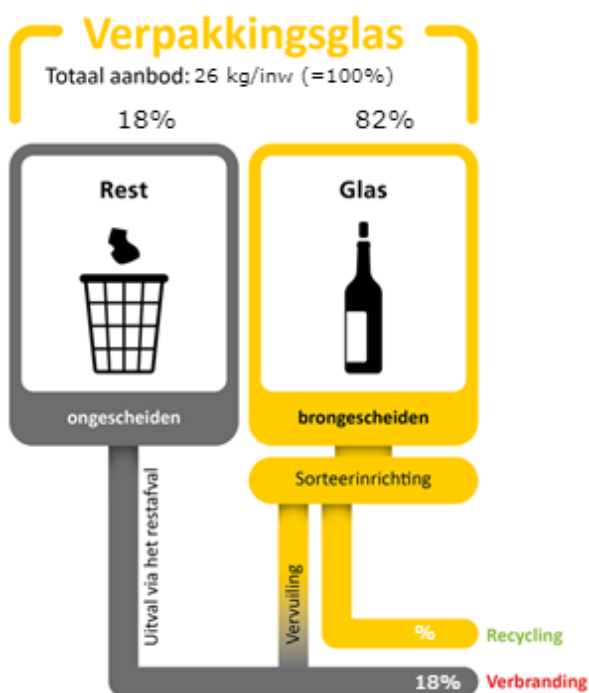 Verpakkingsglas
Totaal aanbod: 26 kg/inw (=100%)
18%
82%
Rest
Glas
ongescheiden
brongescheiden
Sorteerinrichting
Uitval via het restafval
Vervuiling
% Recycling
18% Verbranding